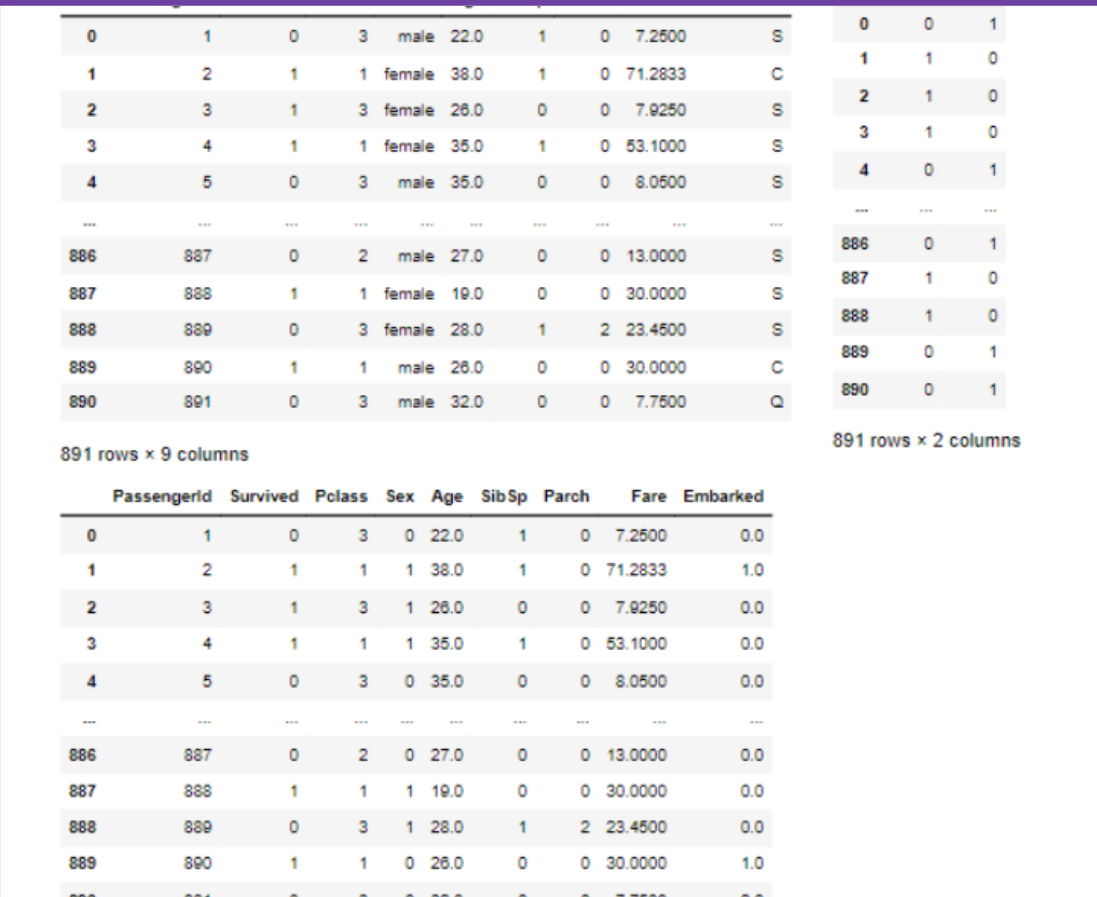 0 1 0 3 male 22.0 1 0 7.2500 S
1 2 1 1 female 38.0 1 0 71.2833 C
2 3 1 3 female 26.0 0 0 7.9250 S
3 4 1 1 female 35.0 1 0 53.1000 S
4 5 0 3 male 35.0 0 0 8.0500 S
... ... ... ... ... ... ... ... ... ...
886 887 0 2 male 27.0 0 0 13.0000 S
887 888 1 1 female 19.0 0 0 30.0000 S
888 889 0 3 female 28.0 1 2 23.4500 S
889 890 1 1 male 26.0 0 0 30.0000 C
890 891 0 3 male 32.0 0 0 7.7500 Q
891 rows × 9 columns
0 0 1
1 1 0
2 1 0
3 1 0
4 0 1
... ... ...
886 0 1
887 1 0
888 1 0
889 0 1
890 0 1
891 rows × 2 columns
PassengerId Survived Pclass Sex Age SibSp Parch Fare Embarked
0 1 0 3 0 22.0 1 0 7.2500 0.0
1 2 1 1 1 38.0 1 0 71.2833 1.0
2 3 1 3 1 26.0 0 0 7.9250 0.0
3 4 1 1 1 35.0 1 0 53.1000 0.0
4 5 0 3 0 35.0 0 0 8.0500 0.0
... ... ... ... ... ... ... ... ... ...
886 887 0 2 0 27.0 0 0 13.0000 0.0
887 888 1 1 1 19.0 0 0 30.0000 0.0
888 889 0 3 1 28.0 1 2 23.4500 0.0
889 890 1 1 0 26.0 0 0 30.0000 1.0